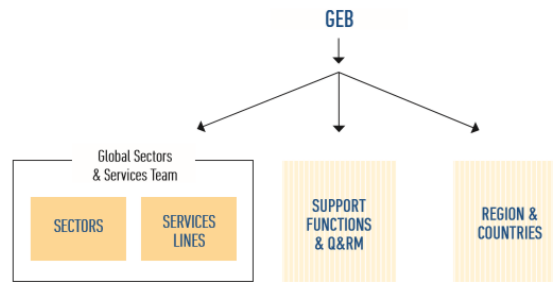 GEB
Global Sectors
& Services Team
SECTORS
SERVICES
LINES
SUPPORT
FUNCTIONS
& Q&RM
REGION &
COUNTRIES